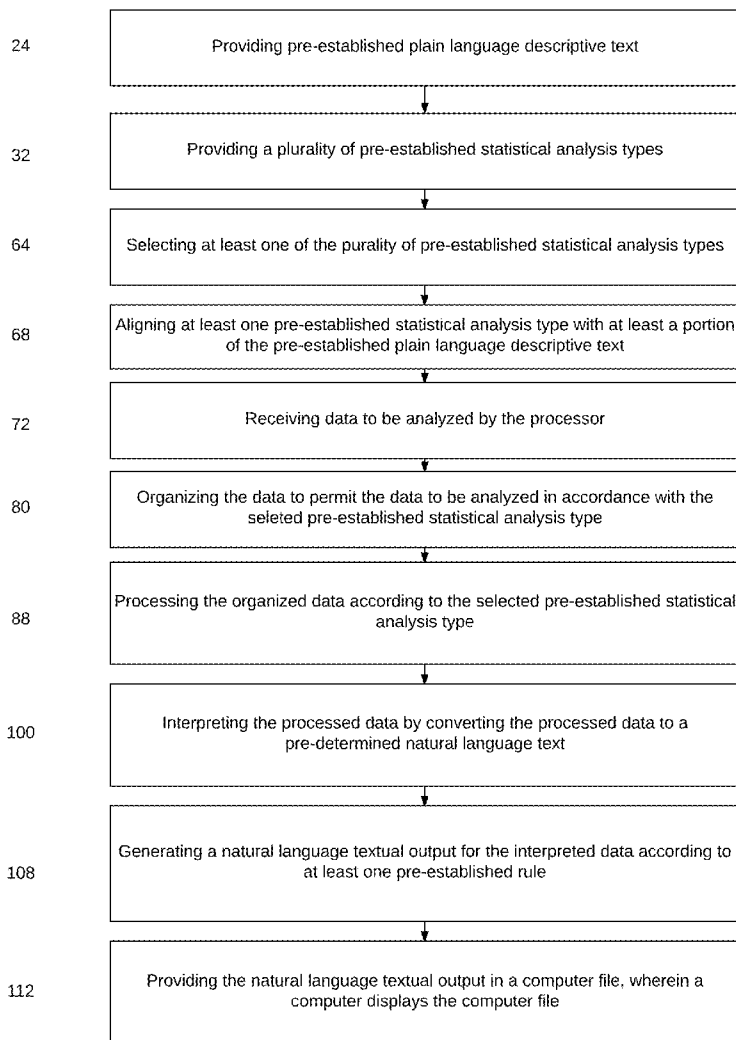 24
Providing pre-established plain language descriptive text
32
Providing a plurality of pre-established statistical analysis types
64
Selecting at least one of the purality of pre-established statistical analysis types
68
Aligning at least one pre-established statistical analysis type with at least a portion
of the pre-established plain language descriptive text
72
Receiving data to be analyzed by the processor
80
Organizing the data to permit the data to be analyzed in accordance with the
seleted pre-established statistical analysis type
88
Processing the organized data according to the selected pre-established statistical
analysis type
100
Interpreting the processed data by converting the processed data to a
pre-determined natural language text
108
Generating a natural language textual output for the interpreted data according to
at least one pre-established rule
112
Providing the natural language textual output in a computer file, wherein a
computer displays the computer file